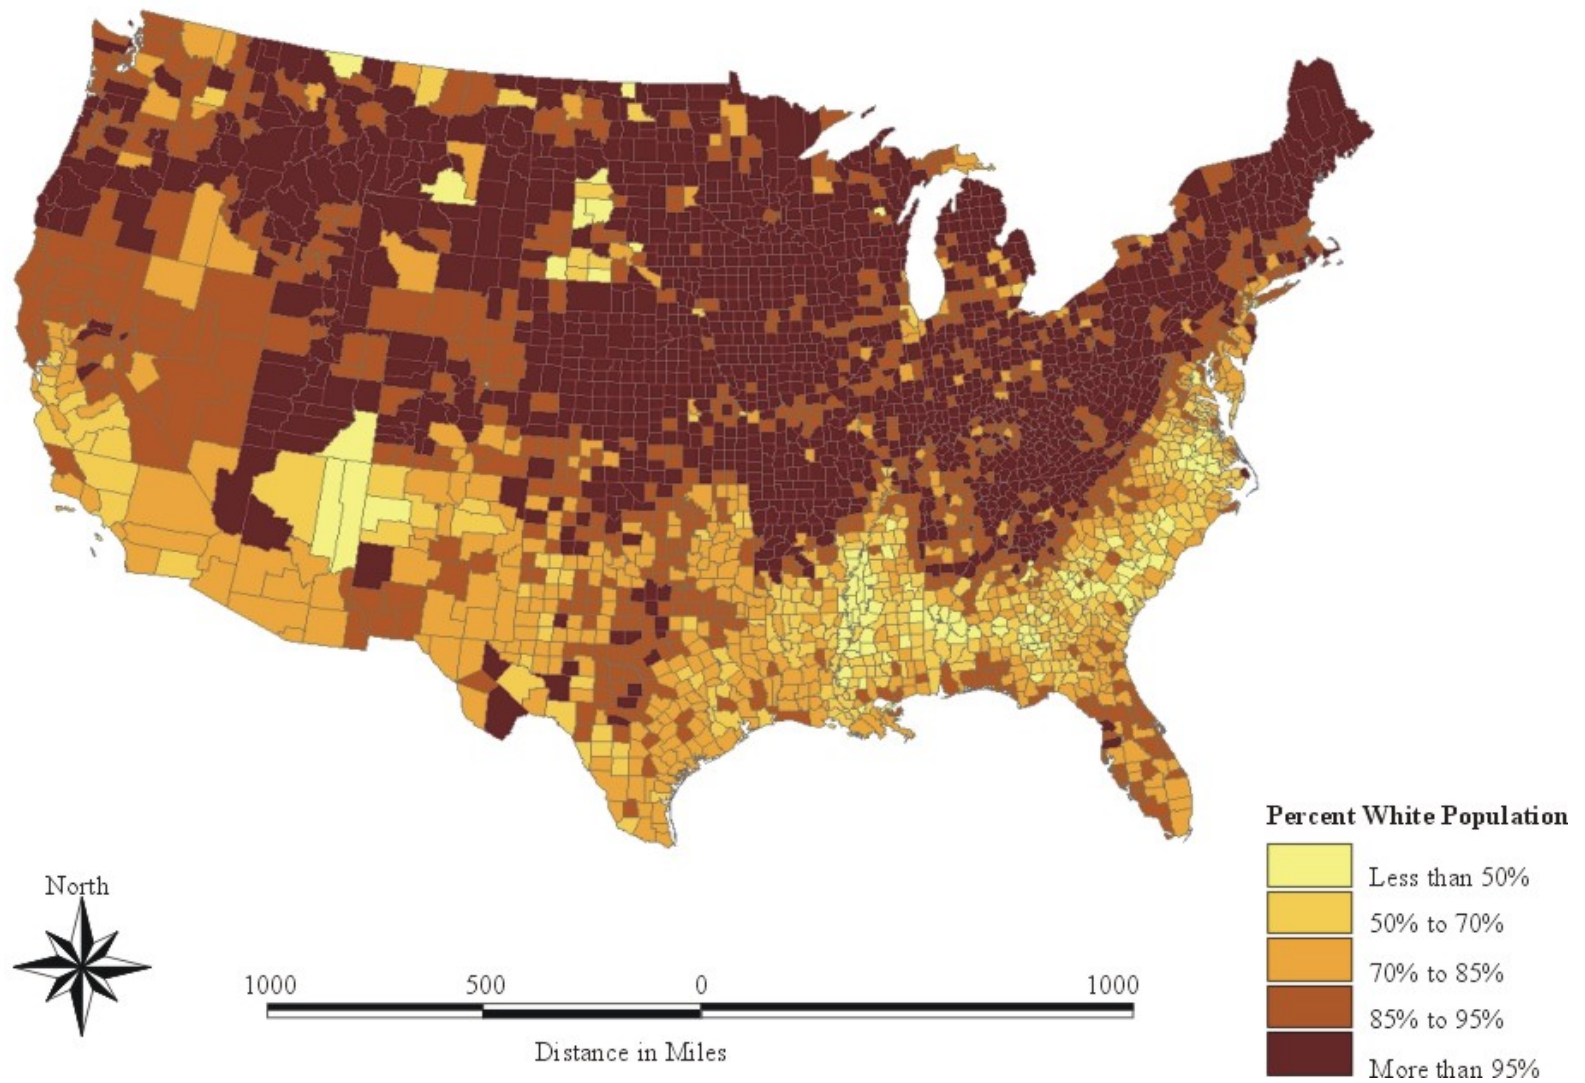 Percent White Population
Less than 50%
50% to 70%
70% to 85%
85% to 95%
More than 95%
North
1000 500 0 1000
Distance in Miles